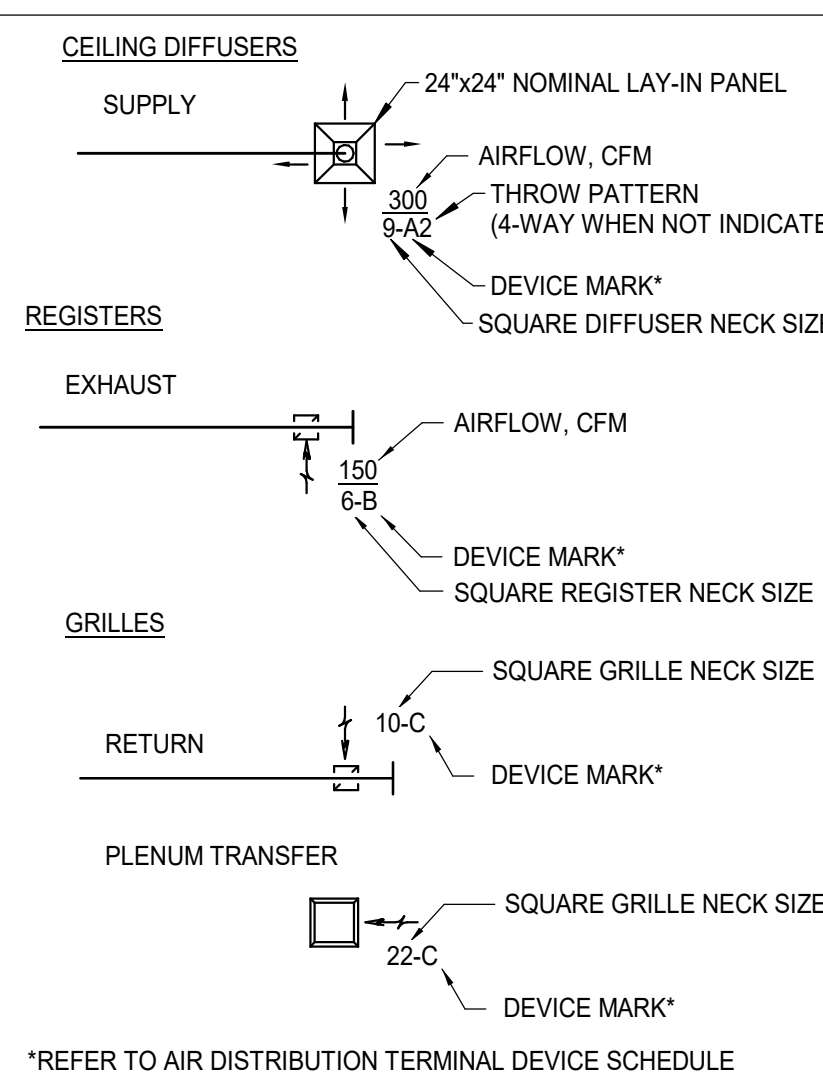 CEILING DIFFUSERS
SUPPLY
24"x24" NOMINAL LAY-IN PANEL
AIRFLOW, CFM
300
9-A2
THROW PATTERN
(4-WAY WHEN NOT INDICATE
DEVICE MARK*
SQUARE DIFFUSER NECK SIZE
REGISTERS
EXHAUST
AIRFLOW, CFM
150
6-B
DEVICE MARK*
SQUARE REGISTER NECK SIZE
GRILLES
SQUARE GRILLE NECK SIZE
10-C
RETURN
DEVICE MARK*
PLENUM TRANSFER
SQUARE GRILLE NECK SIZE
22-C
DEVICE MARK*
*REFER TO AIR DISTRIBUTION TERMINAL DEVICE SCHEDULE